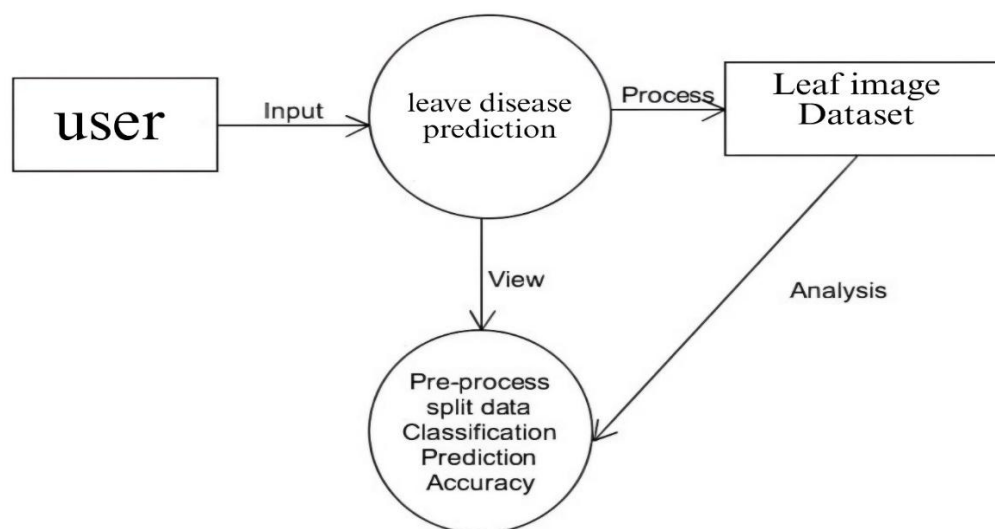 user
Input
leave disease
prediction
Process
Leaf image
Dataset
View
Analysis
Pre-process
split data
Classification
Prediction
Accuracy